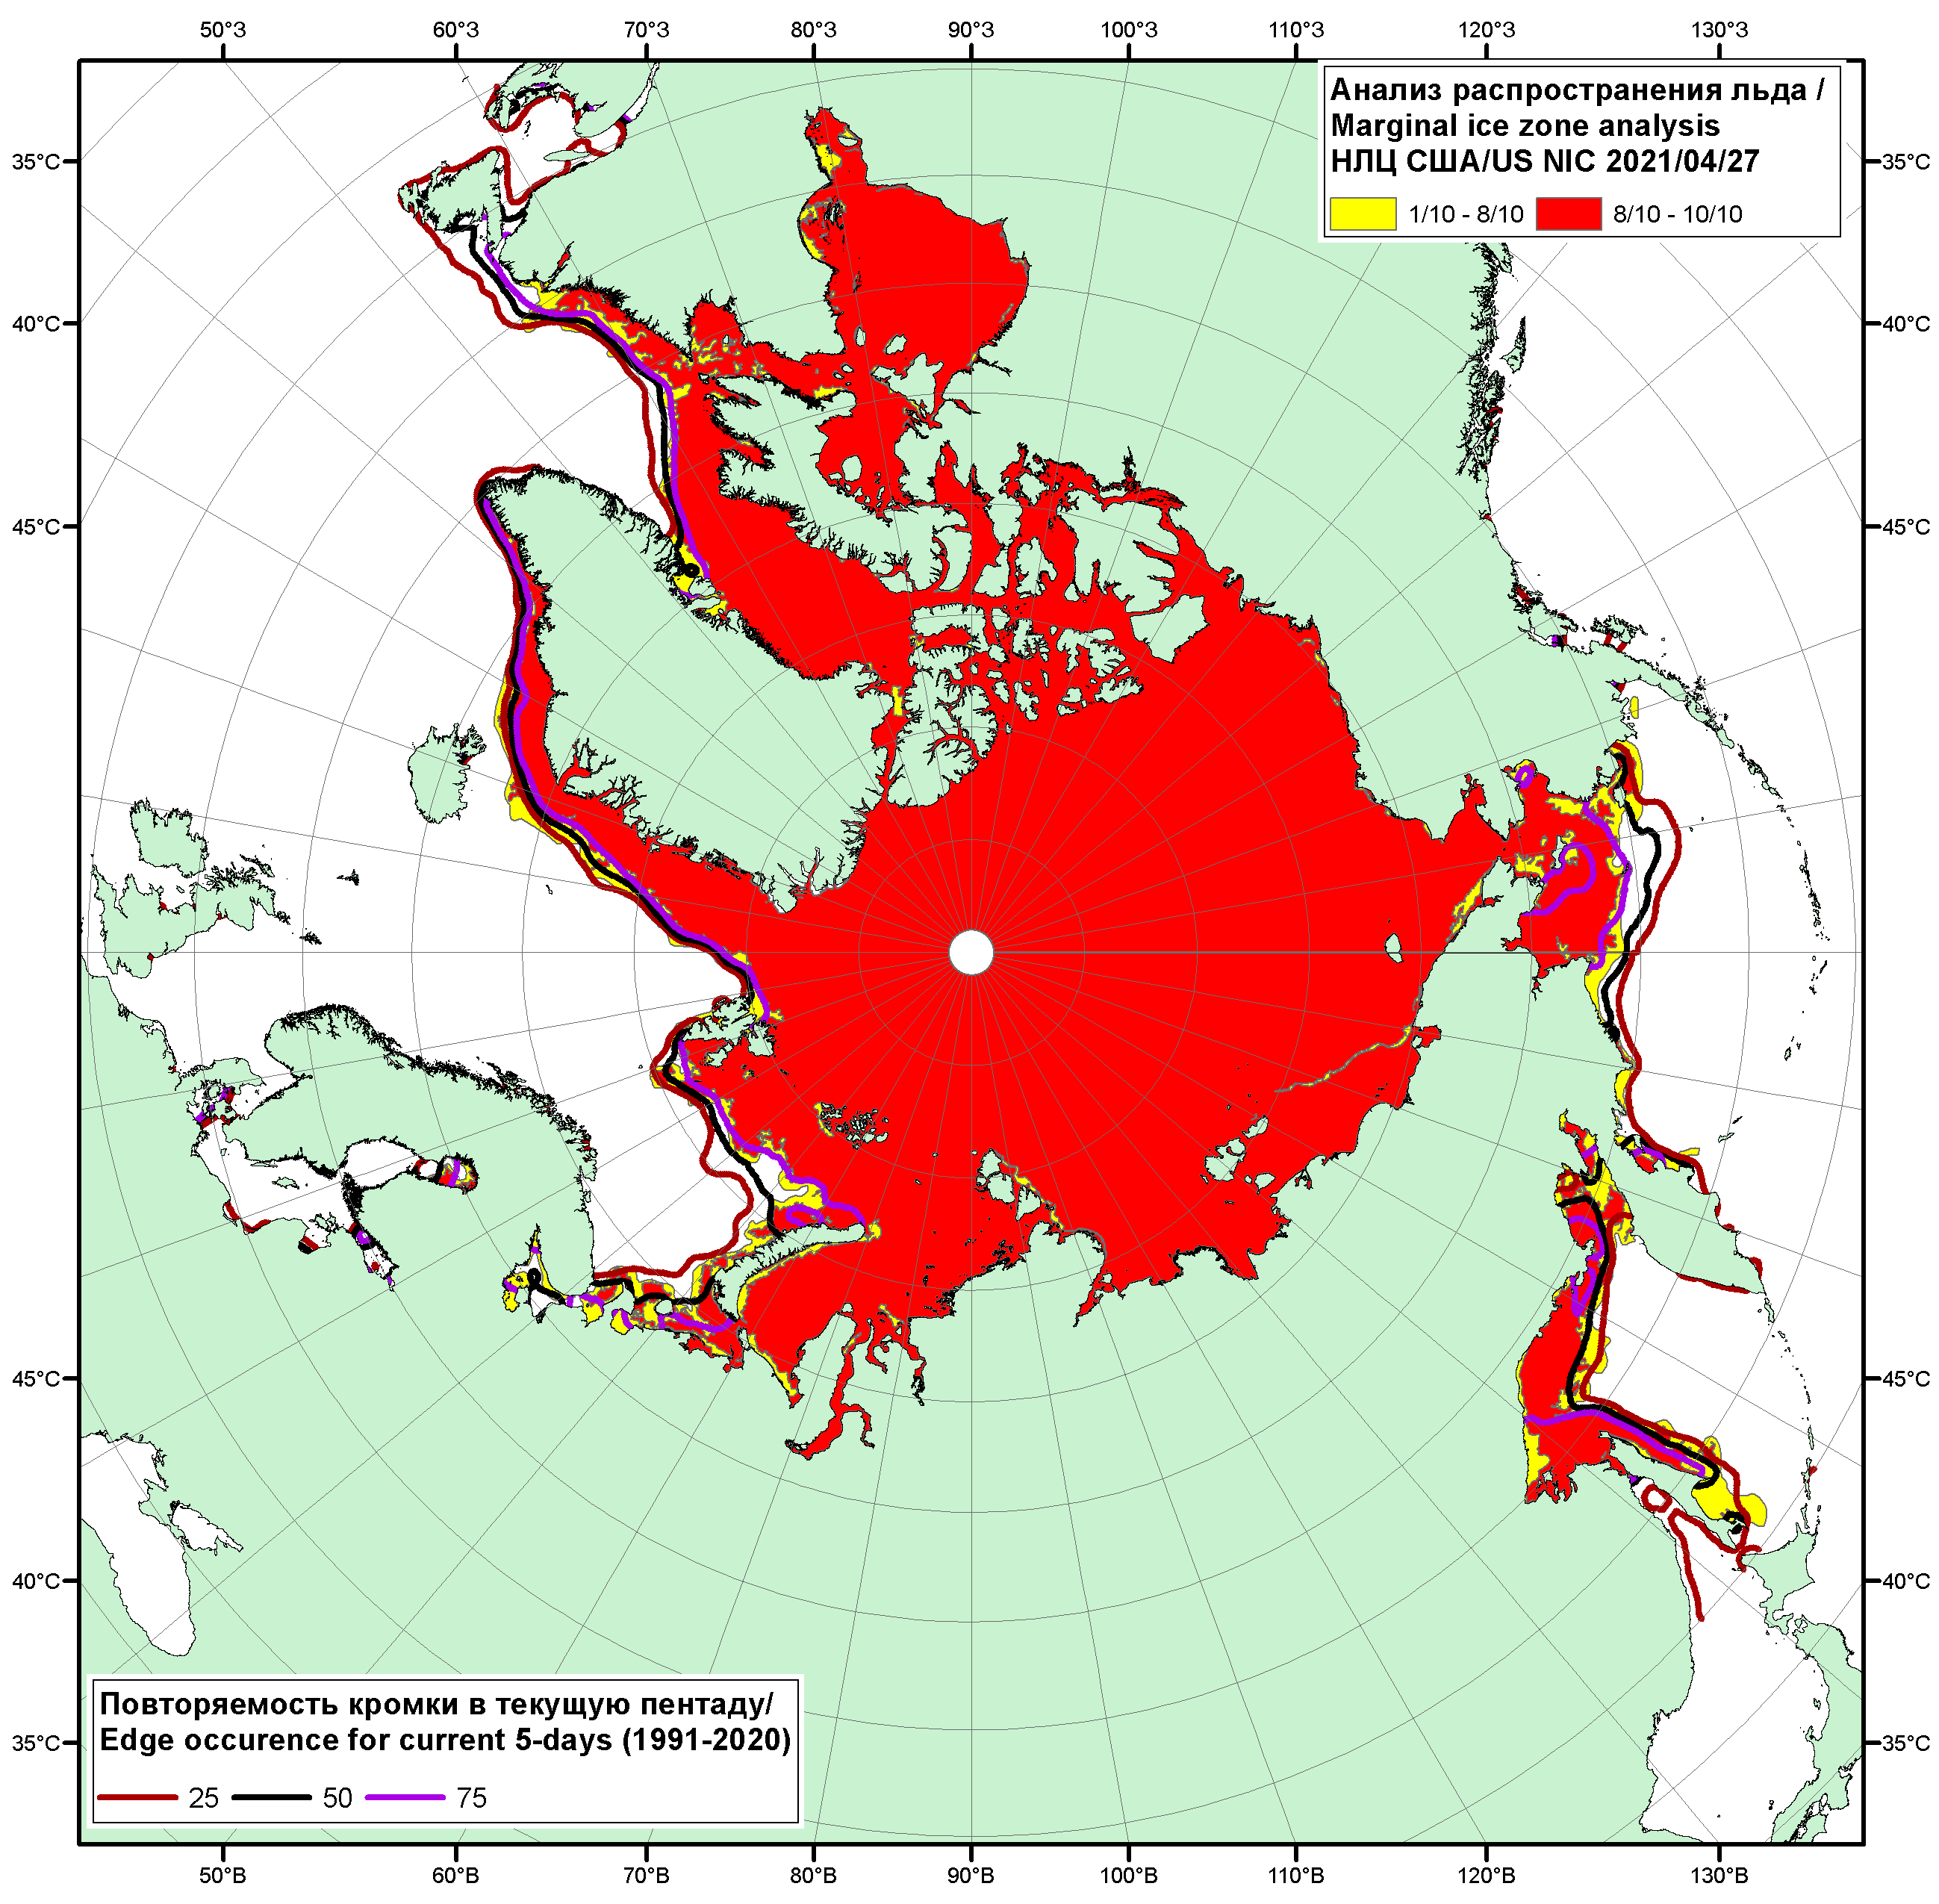 50°З 60°З 70°З 80°З 90°З 100°З 110°З 120°З 130°З
Анализ распространения льда /
Marginal ice zone analysis
НЛЦ США/US NIC 2021/04/27
1/10 - 8/10 8/10 - 10/10
35°С 35°С
40°С 40°С
45°С 45°С
45°С 45°С
40°С 40°С
35°С 35°С
Повторяемость кромки в текущую пентаду/
Edge occurence for current 5-days (1991-2020)
25 50 75
50°В 60°В 70°В 80°В 90°В 100°В 110°В 120°В 130°В